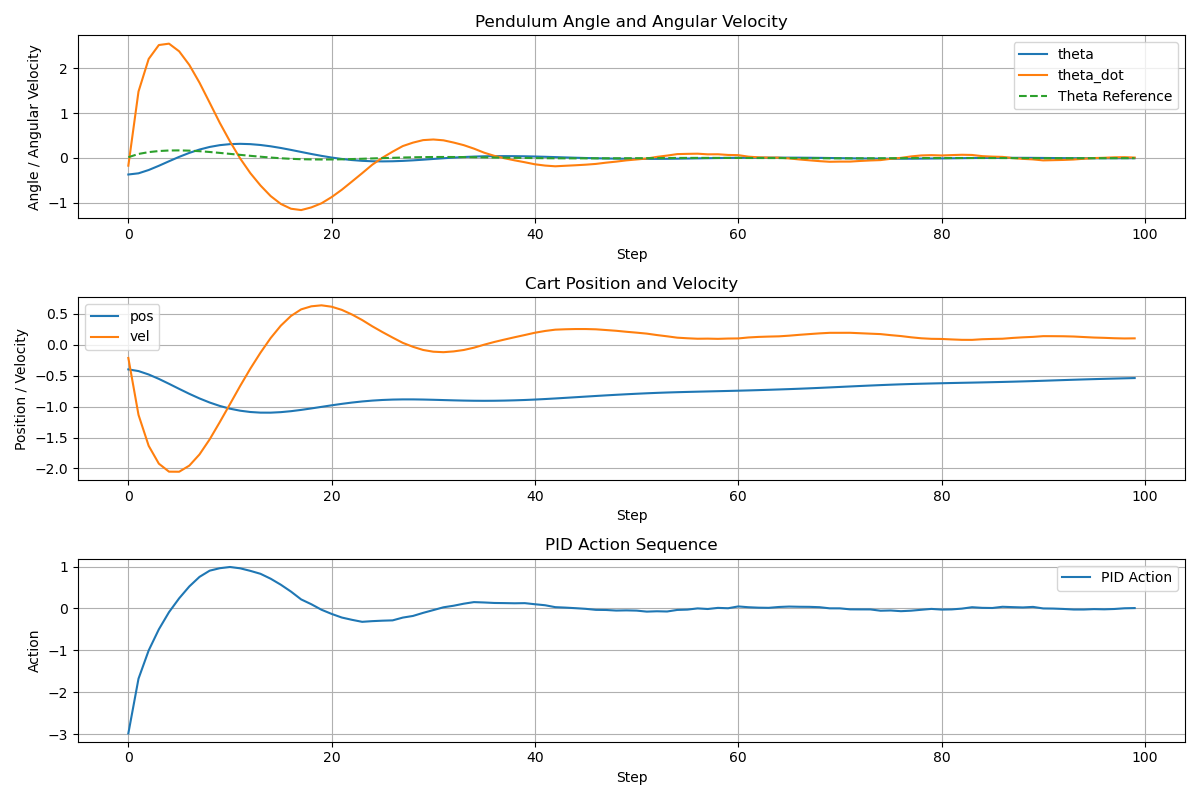 Pendulum Angle and Angular Velocity
Angle / Angular Velocity
2
1
0
−1
theta
theta_dot
Theta Reference
0 20 40 60 80 100
Step
Cart Position and Velocity
Position / Velocity
0.5
0.0
−0.5
−1.0
−1.5
−2.0
pos
vel
0 20 40 60 80 100
Step
PID Action Sequence
Action
1
0
−1
−2
−3
PID Action
0 20 40 60 80 100
Step